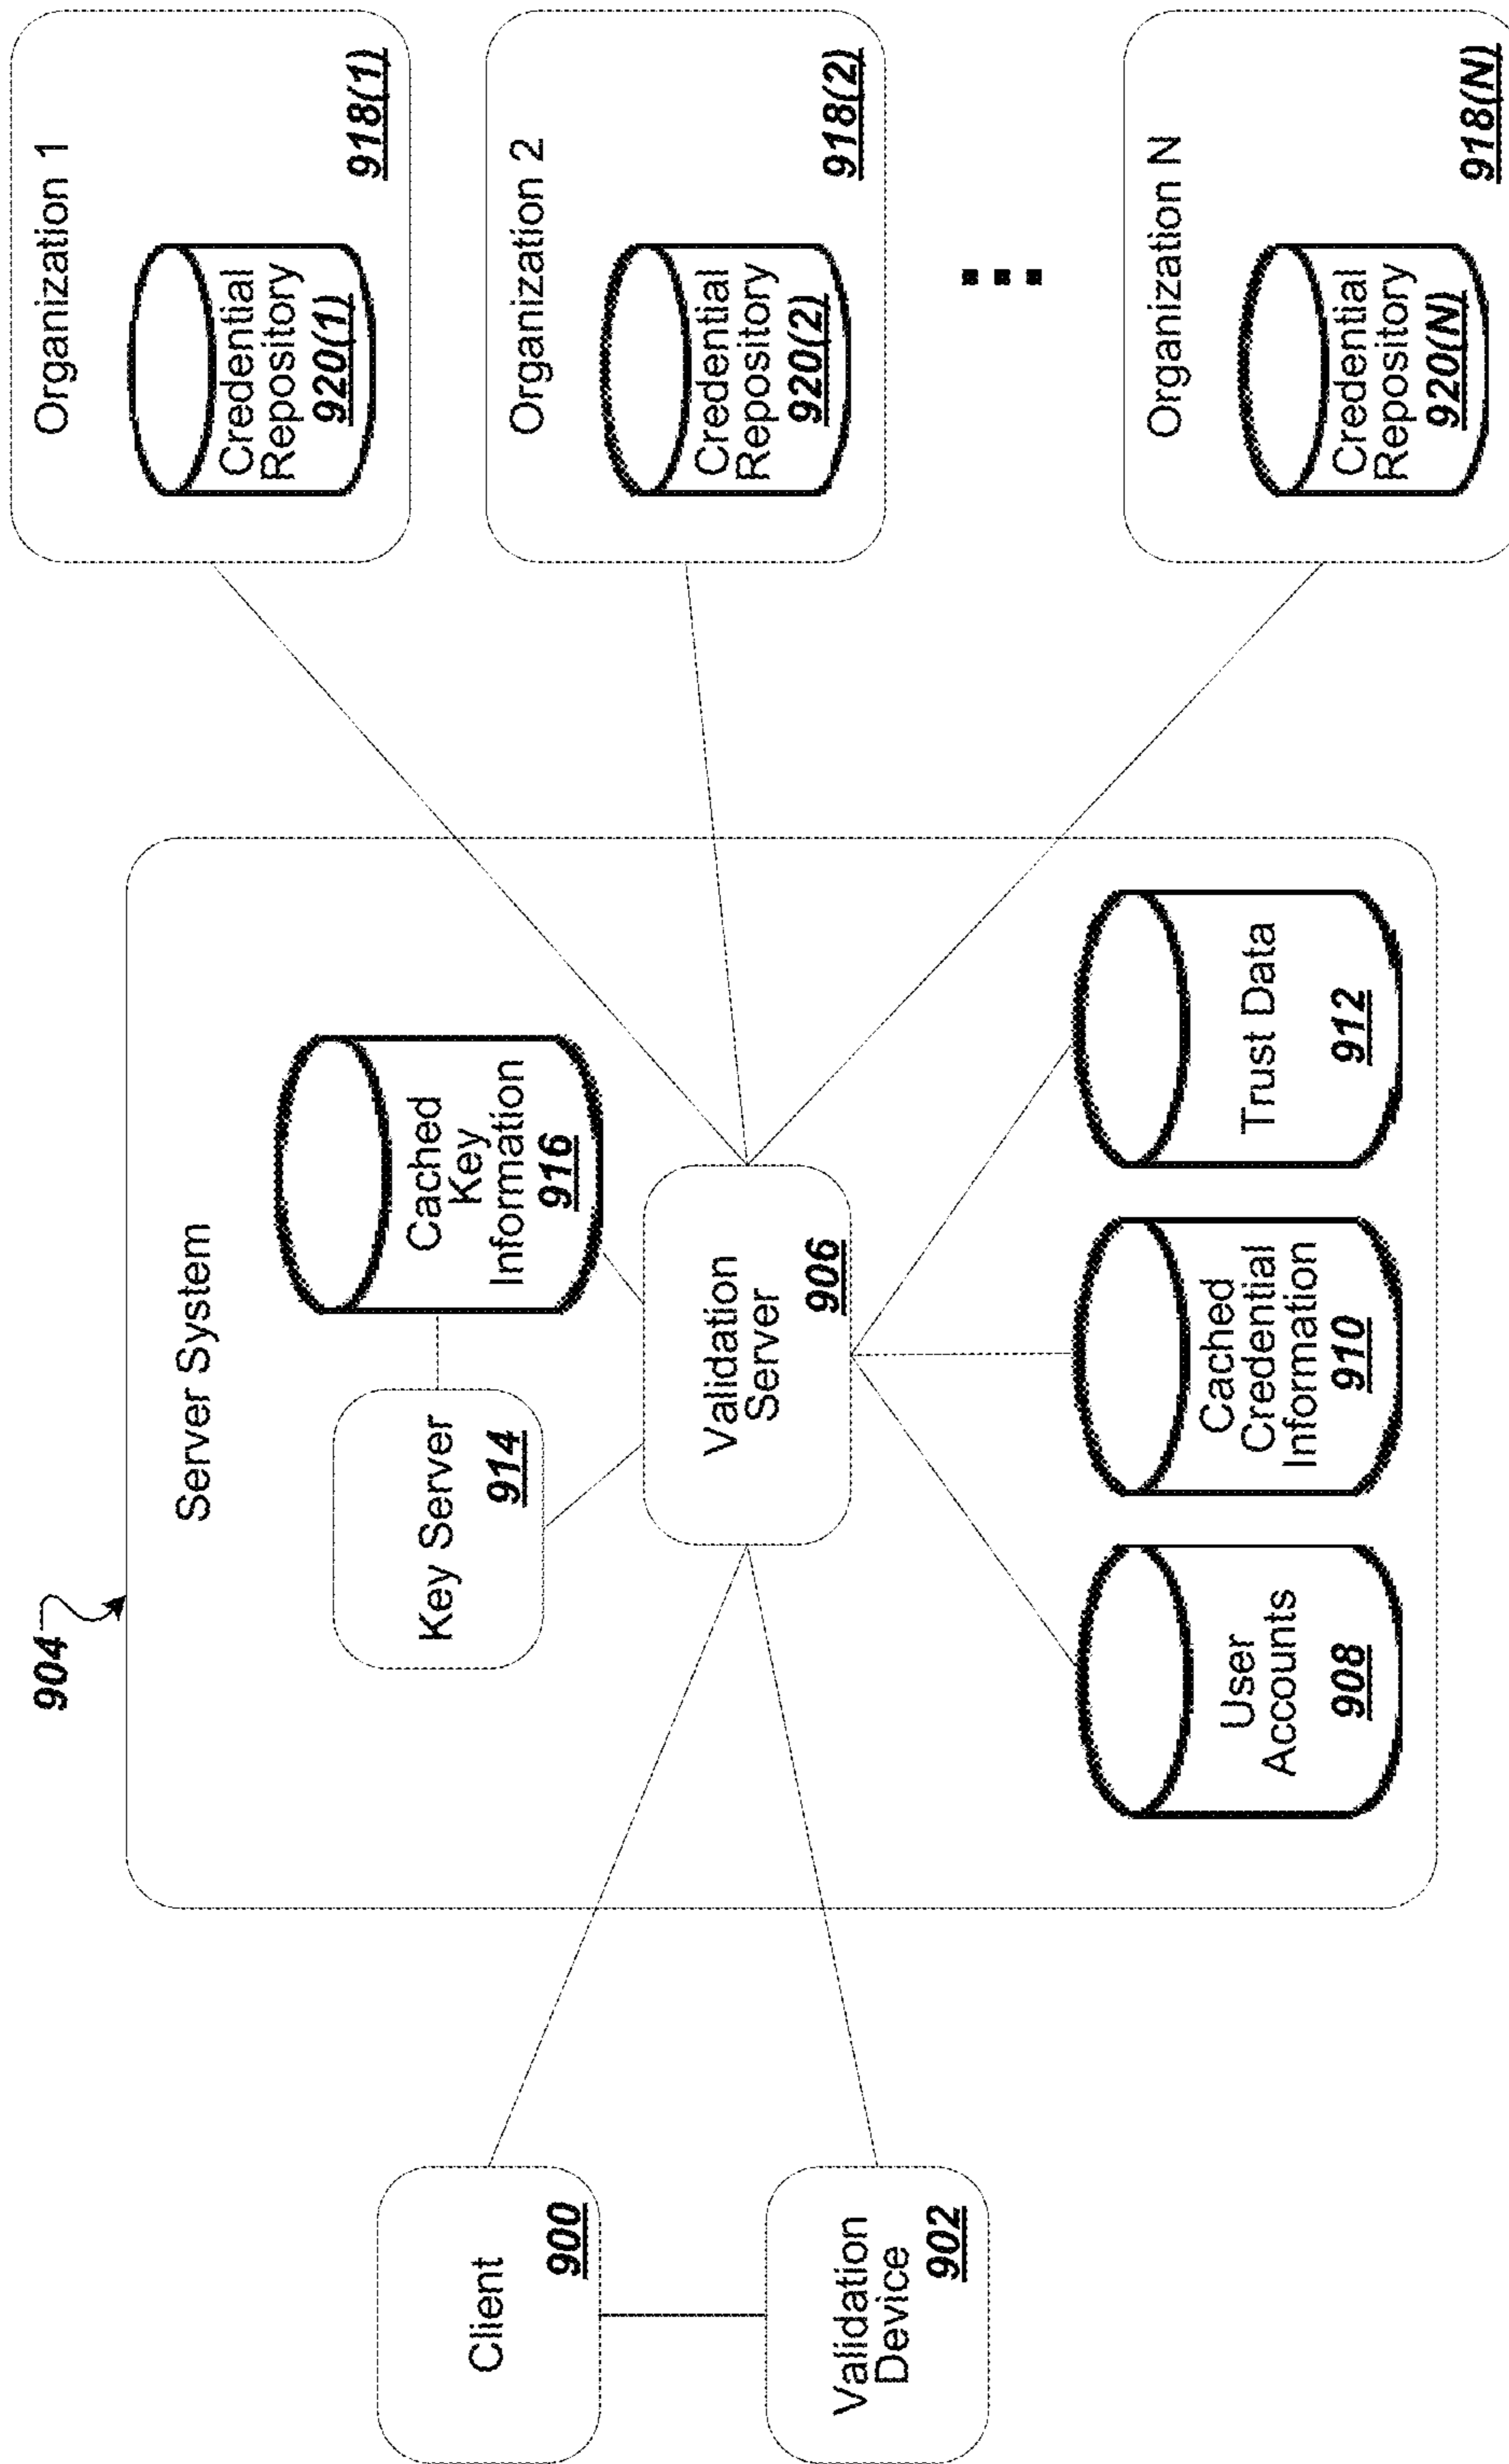 904
Server System
Client
900
Validation
Device
902
Key Server
914
Cached
Key
Information
916
Validation
Server
906
User
Accounts
908
Cached
Credential
Information
910
Trust Data
912
Organization 1
Credential
Repository
920(1)
918(1)
Organization 2
Credential
Repository
920(2)
918(2)
Organization N
Credential
Repository
920(N)
918(N)